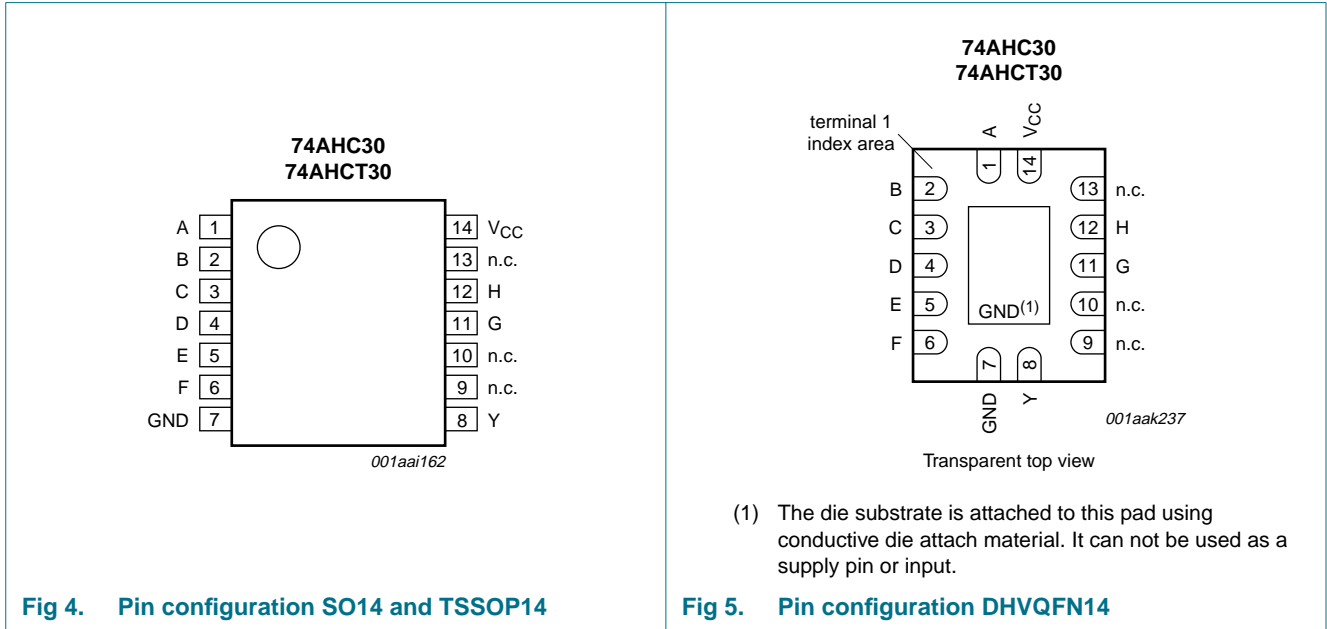 74AHC30
74AHCT30
A 1
B 2
C 3
D 4
E 5
F 6
GND 7
14 VCC
13 n.c.
12 H
11 G
10 n.c.
9 n.c.
8 Y
001aai162
Fig 4. Pin configuration SO14 and TSSOP14
74AHC30
74AHCT30
terminal 1
index area
A VCC
1 14
B 2
C 3
D 4
E 5
F 6
13 n.c.
12 H
11 G
10 n.c.
9 n.c.
GND(1)
7 8
GND Y
001aak237
Transparent top view
(1) The die substrate is attached to this pad using
conductive die attach material. It can not be used as a
supply pin or input.
Fig 5. Pin configuration DHVQFN14